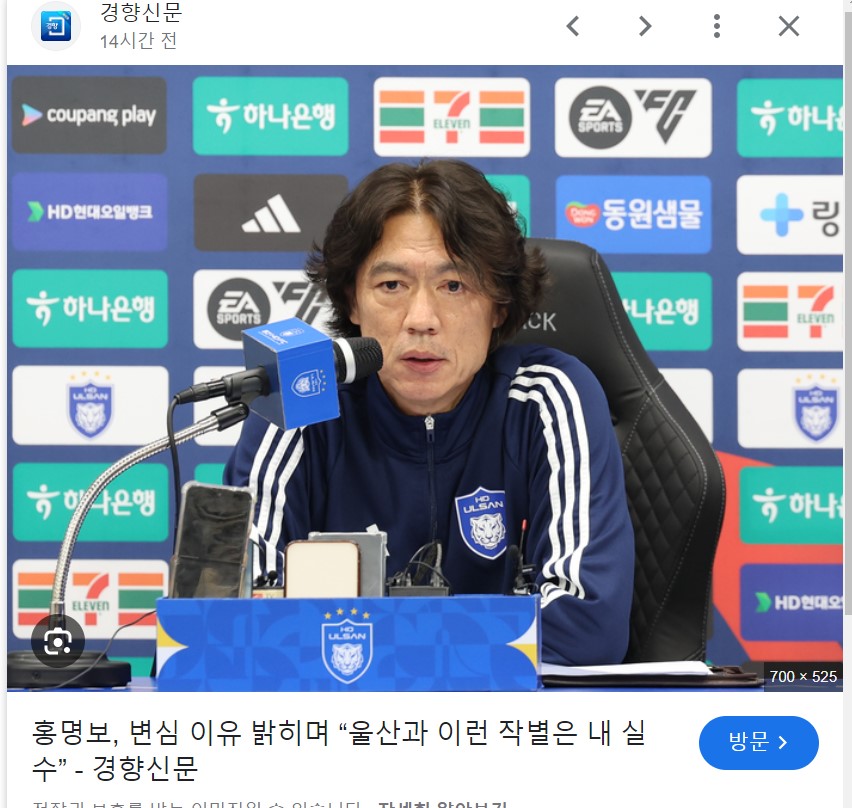 경향신문
14시간 전
경향
coupang play
하나은행
7 ELEVEN
EA SPORTS FC
하나
HD현대오일뱅크
DONG WON 동원샘물
링
하나은행
EA SPORTS FC
하나은행
7 ELEVEN
HD ULSAN
HD ULSAN
HD ULSAN
하나은행
하나
7 ELEVEN
HD현대오
HD ULSAN
700 × 525
홍명보, 변심 이유 밝히며 “울산과 이런 작별은 내 실
수” - 경향신문
방문